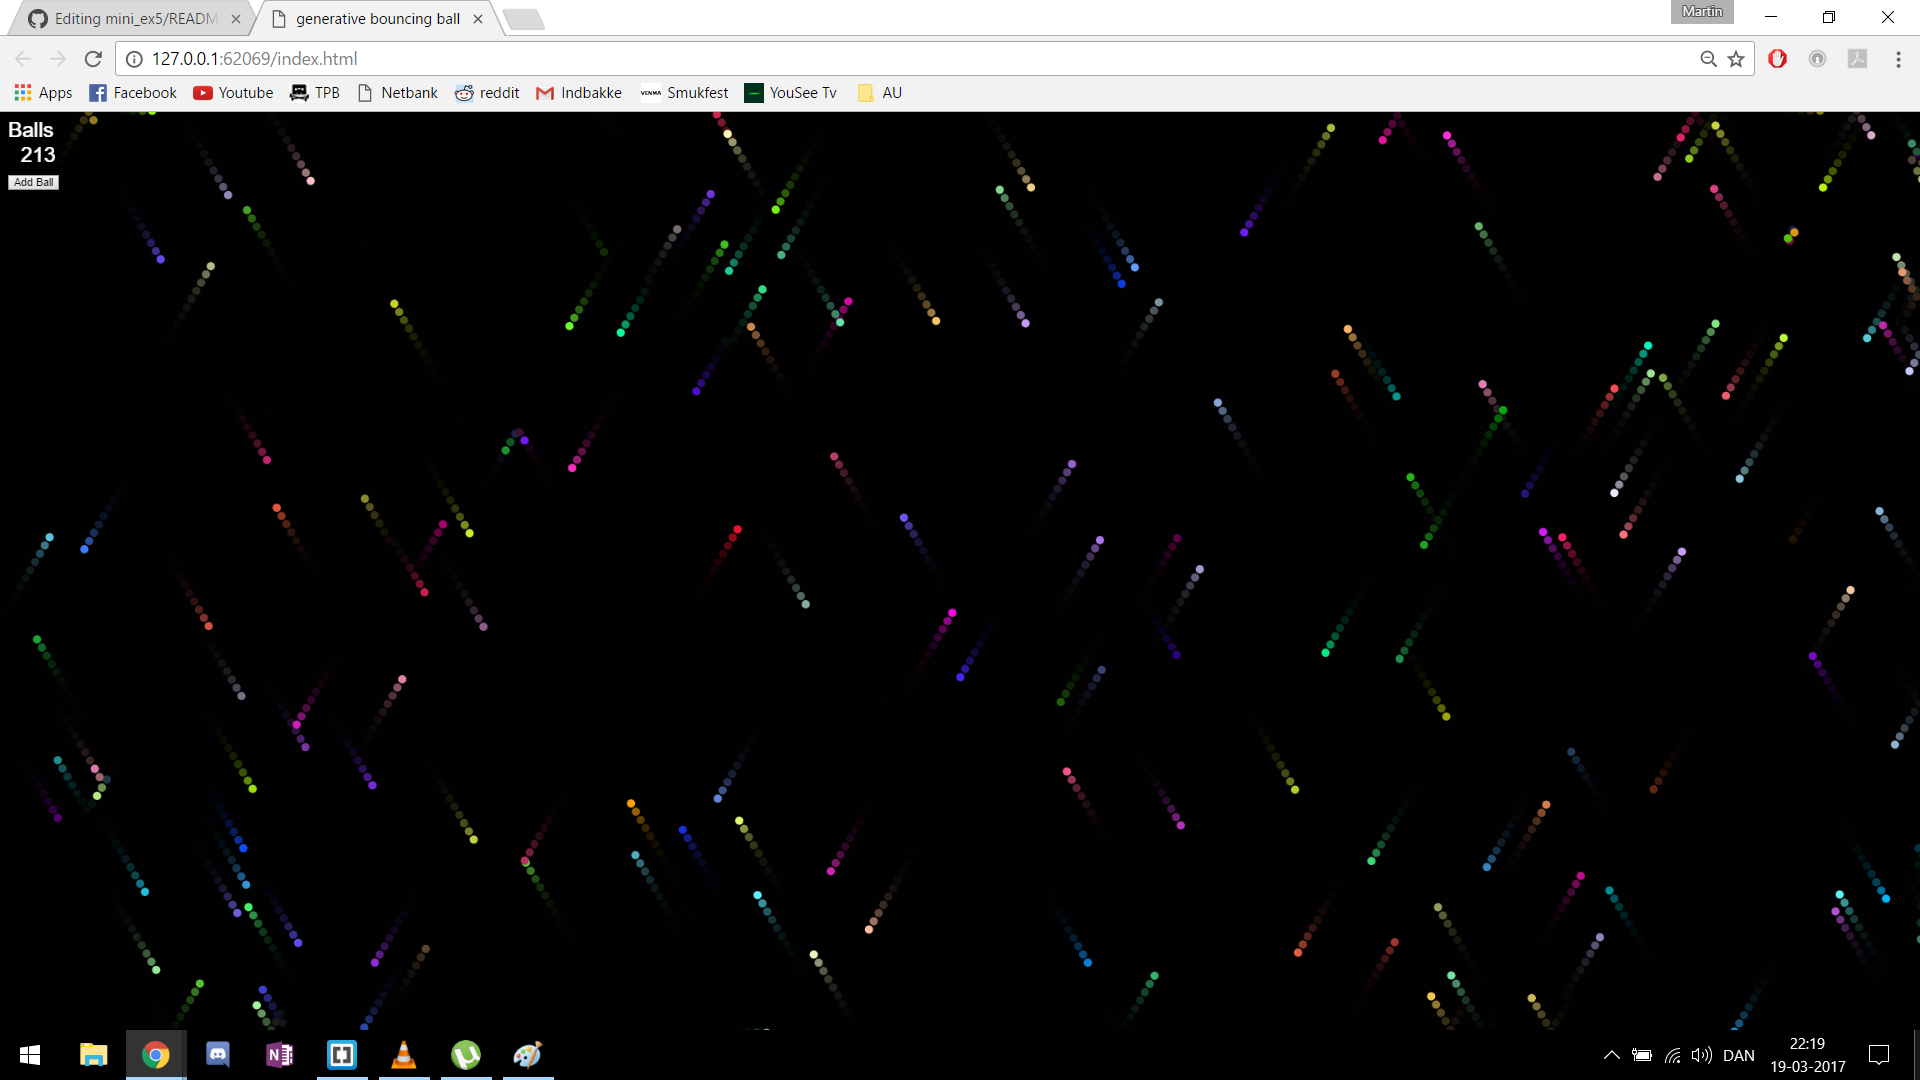 Editing mini_ex5/READM
generative bouncing ball
Martin
127.0.0.1:62069/index.html
Apps Facebook Youtube TPB Netbank reddit Indbakke VENMA Smukfest YouSee Tv AU
Balls
213
Add Ball
N
DAN
22:19
19-03-2017